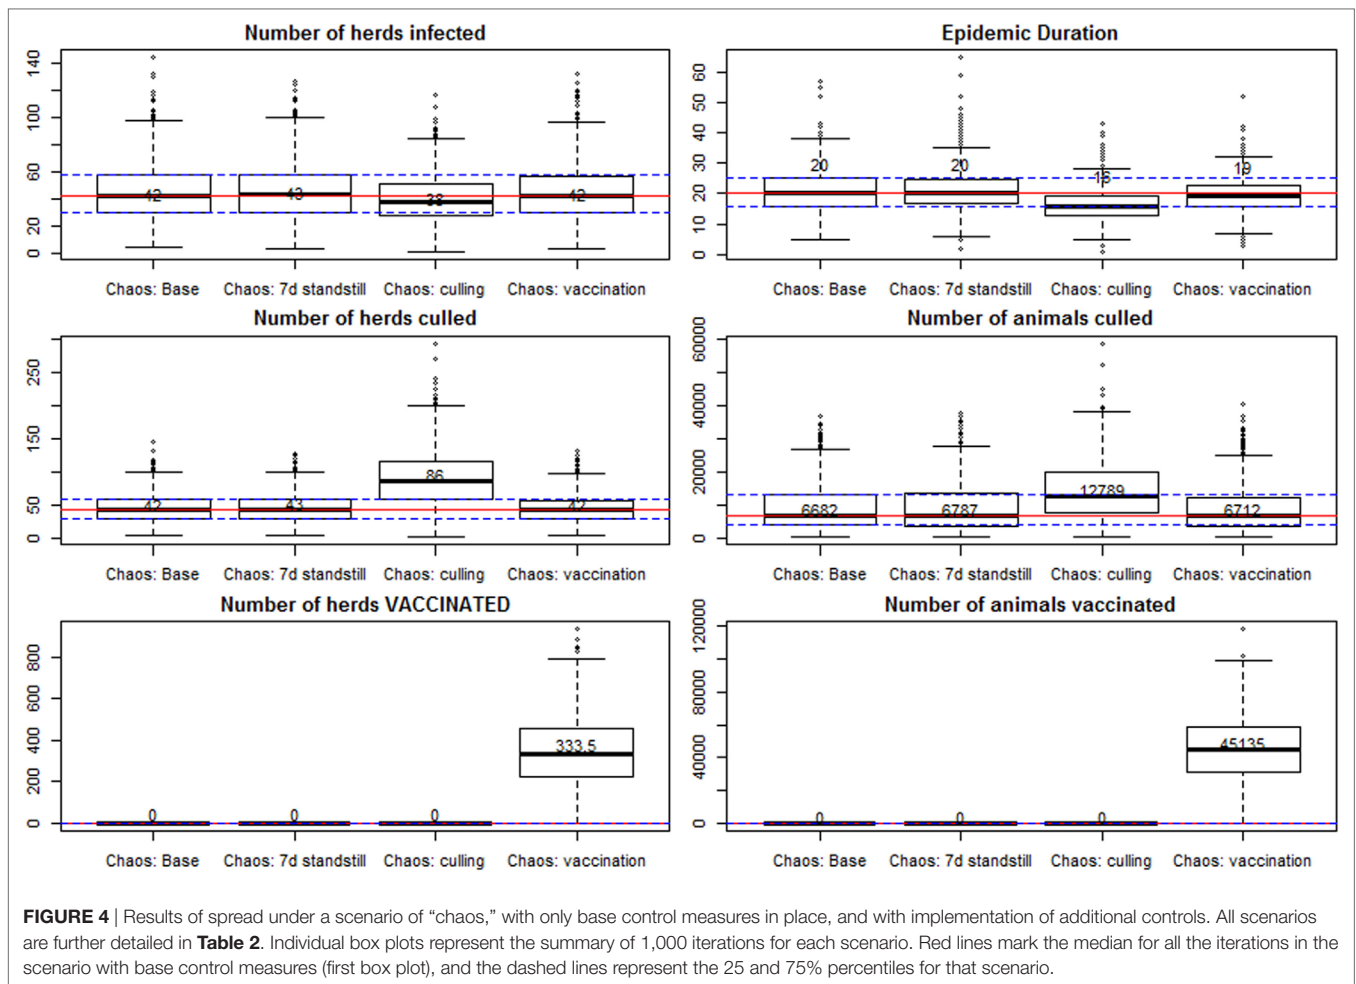 Number of herds infected
140
100
60
20
0
42
43
38
42
Chaos: Base
Chaos: 7d standstill
Chaos: culling
Chaos: vaccination
Epidemic Duration
60
50
40
30
20
10
0
20
20
16
19
Chaos: Base
Chaos: 7d standstill
Chaos: culling
Chaos: vaccination
Number of herds culled
250
150
50
0
42
43
86
42
Chaos: Base
Chaos: 7d standstill
Chaos: culling
Chaos: vaccination
Number of animals culled
60000
40000
20000
0
6682
6787
12789
6712
Chaos: Base
Chaos: 7d standstill
Chaos: culling
Chaos: vaccination
Number of herds VACCINATED
800
600
400
200
0
0
0
0
333.5
Chaos: Base
Chaos: 7d standstill
Chaos: culling
Chaos: vaccination
Number of animals vaccinated
120000
80000
40000
0
0
0
0
45135
Chaos: Base
Chaos: 7d standstill
Chaos: culling
Chaos: vaccination
FIGURE 4 | Results of spread under a scenario of “chaos,” with only base control measures in place, and with implementation of additional controls. All scenarios
are further detailed in Table 2. Individual box plots represent the summary of 1,000 iterations for each scenario. Red lines mark the median for all the iterations in the
scenario with base control measures (first box plot), and the dashed lines represent the 25 and 75% percentiles for that scenario.